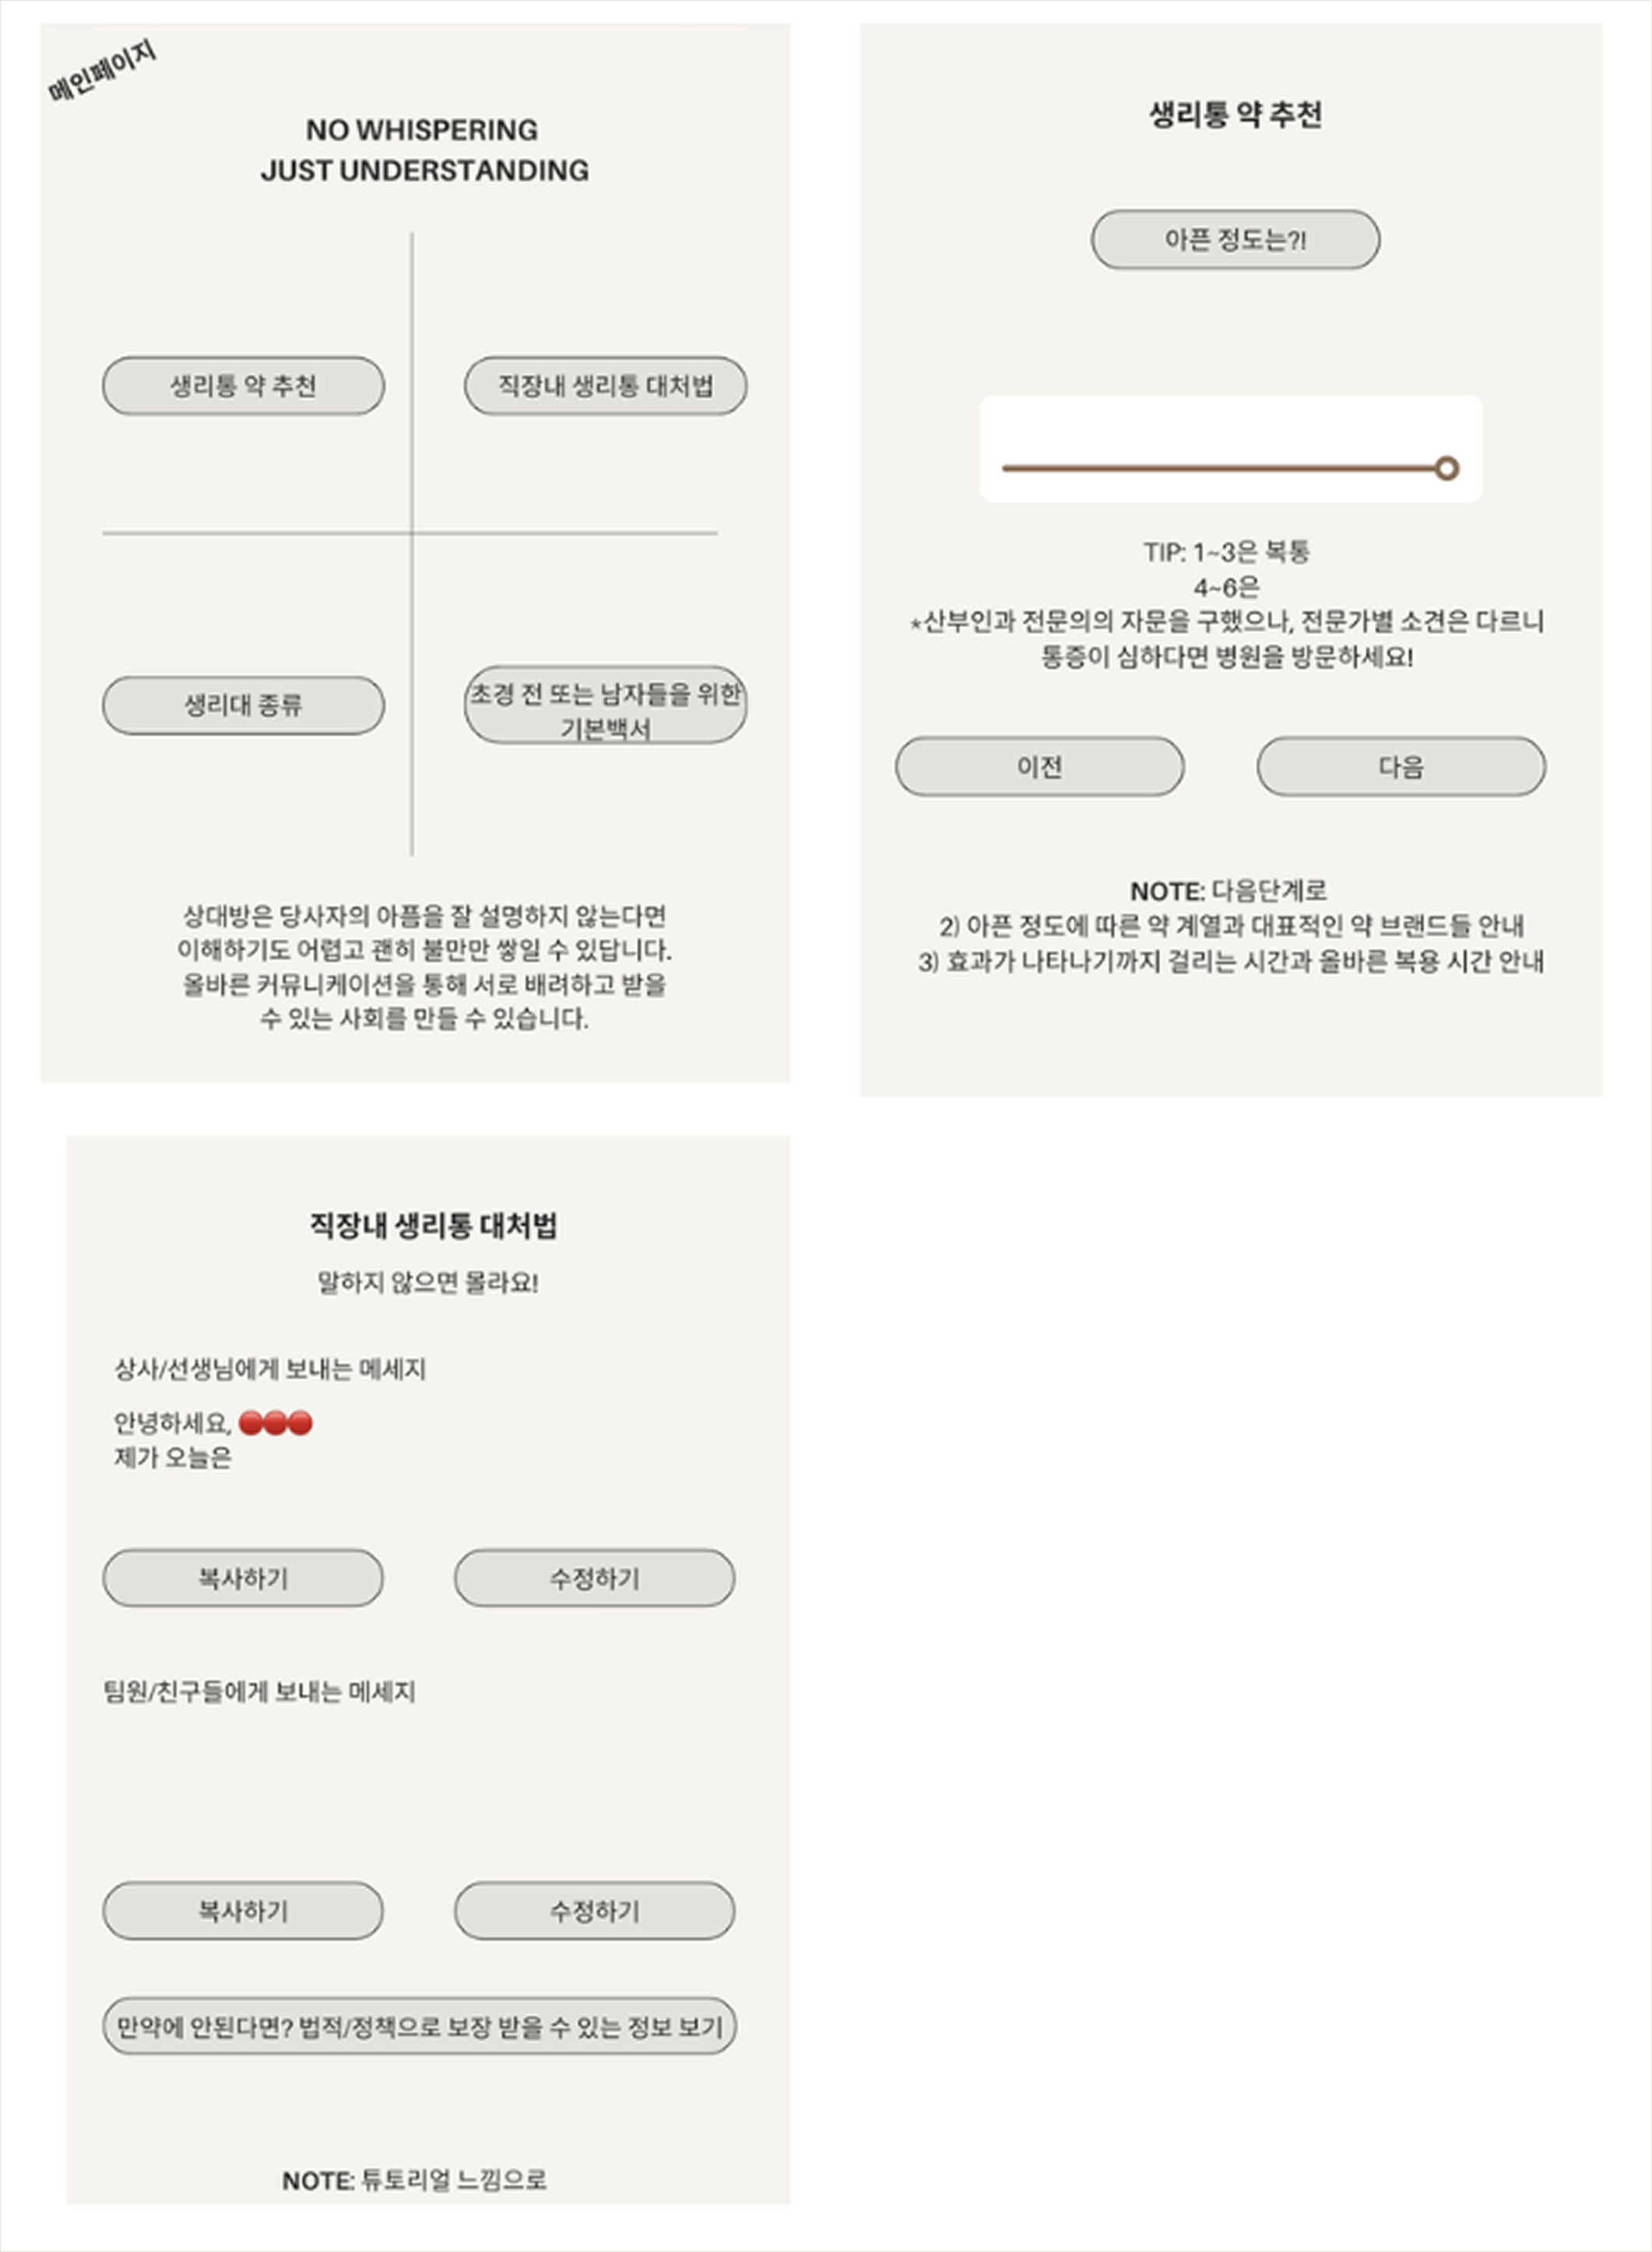 메인페이지
NO WHISPERING
JUST UNDERSTANDING
생리통 약 추천
직장내 생리통 대처법
생리대 종류
초경 전 또는 남자들을 위한
기본백서
상대방은 당사자의 아픔을 잘 설명하지 않는다면
이해하기도 어렵고 괜히 불만만 쌓일 수 있답니다.
올바른 커뮤니케이션을 통해 서로 배려하고 받을
수 있는 사회를 만들 수 있습니다.
생리통 약 추천
아픈 정도는?!
TIP: 1~3은 복통
4~6은
*산부인과 전문의의 자문을 구했으나, 전문가별 소견은 다르니
통증이 심하다면 병원을 방문하세요!
이전
다음
NOTE: 다음단계로
2) 아픈 정도에 따른 약 계열과 대표적인 약 브랜드들 안내
3) 효과가 나타나기까지 걸리는 시간과 올바른 복용 시간 안내
직장내 생리통 대처법
말하지 않으면 몰라요!
상사/선생님에게 보내는 메세지
안녕하세요, 🔴🔴🔴
제가 오늘은
복사하기
수정하기
팀원/친구들에게 보내는 메세지
복사하기
수정하기
만약에 안된다면? 법적/정책으로 보장 받을 수 있는 정보 보기
NOTE: 튜토리얼 느낌으로